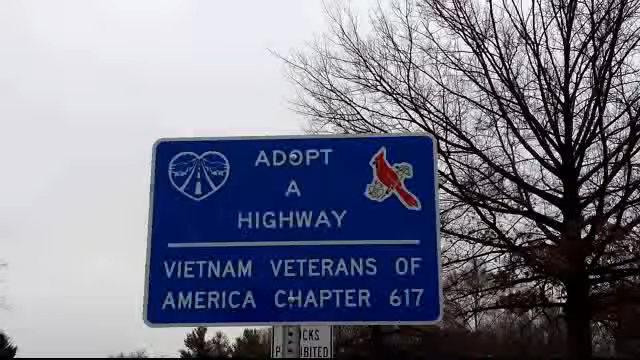 ADOPT
A
HIGHWAY
VIETNAM VETERANS OF
AMERICA CHAPTER 617